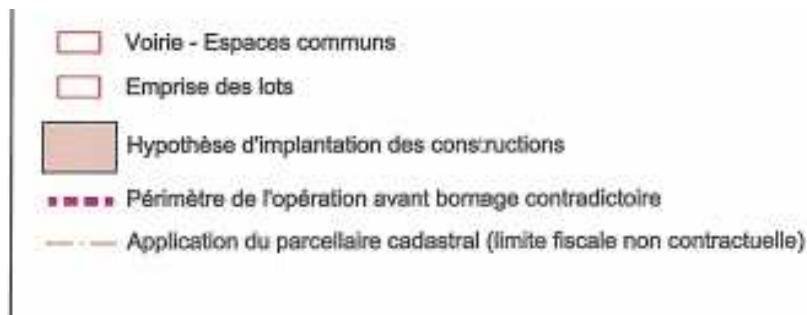 Voirie - Espaces communs
Emprise des lots
Hypothèse d'implantation des constructions
Périmètre de l'opération avant bornage contradictoire
Application du parcellaire cadastral (limite fiscale non contractuelle)